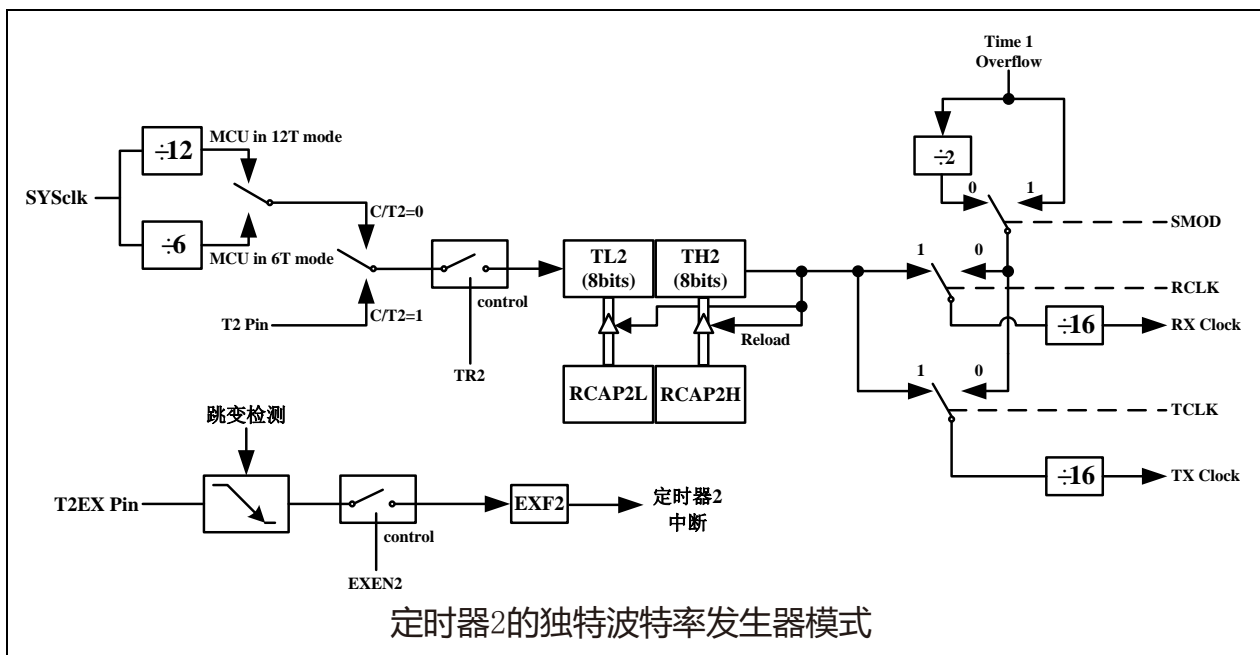 Time 1
Overflow
÷12
MCU in 12T mode
SYSclk
÷6
MCU in 6T mode
C/T2=0
C/T2=1
T2 Pin
control
TR2
TL2
(8bits)
TH2
(8bits)
Reload
RCAP2L
RCAP2H
÷2
0
1
SMOD
1
0
RCLK
÷16
RX Clock
1
0
TCLK
÷16
TX Clock
跳变检测
T2EX Pin
control
EXEN2
EXF2
定时器2
中断
定时器2的独特波特率发生器模式